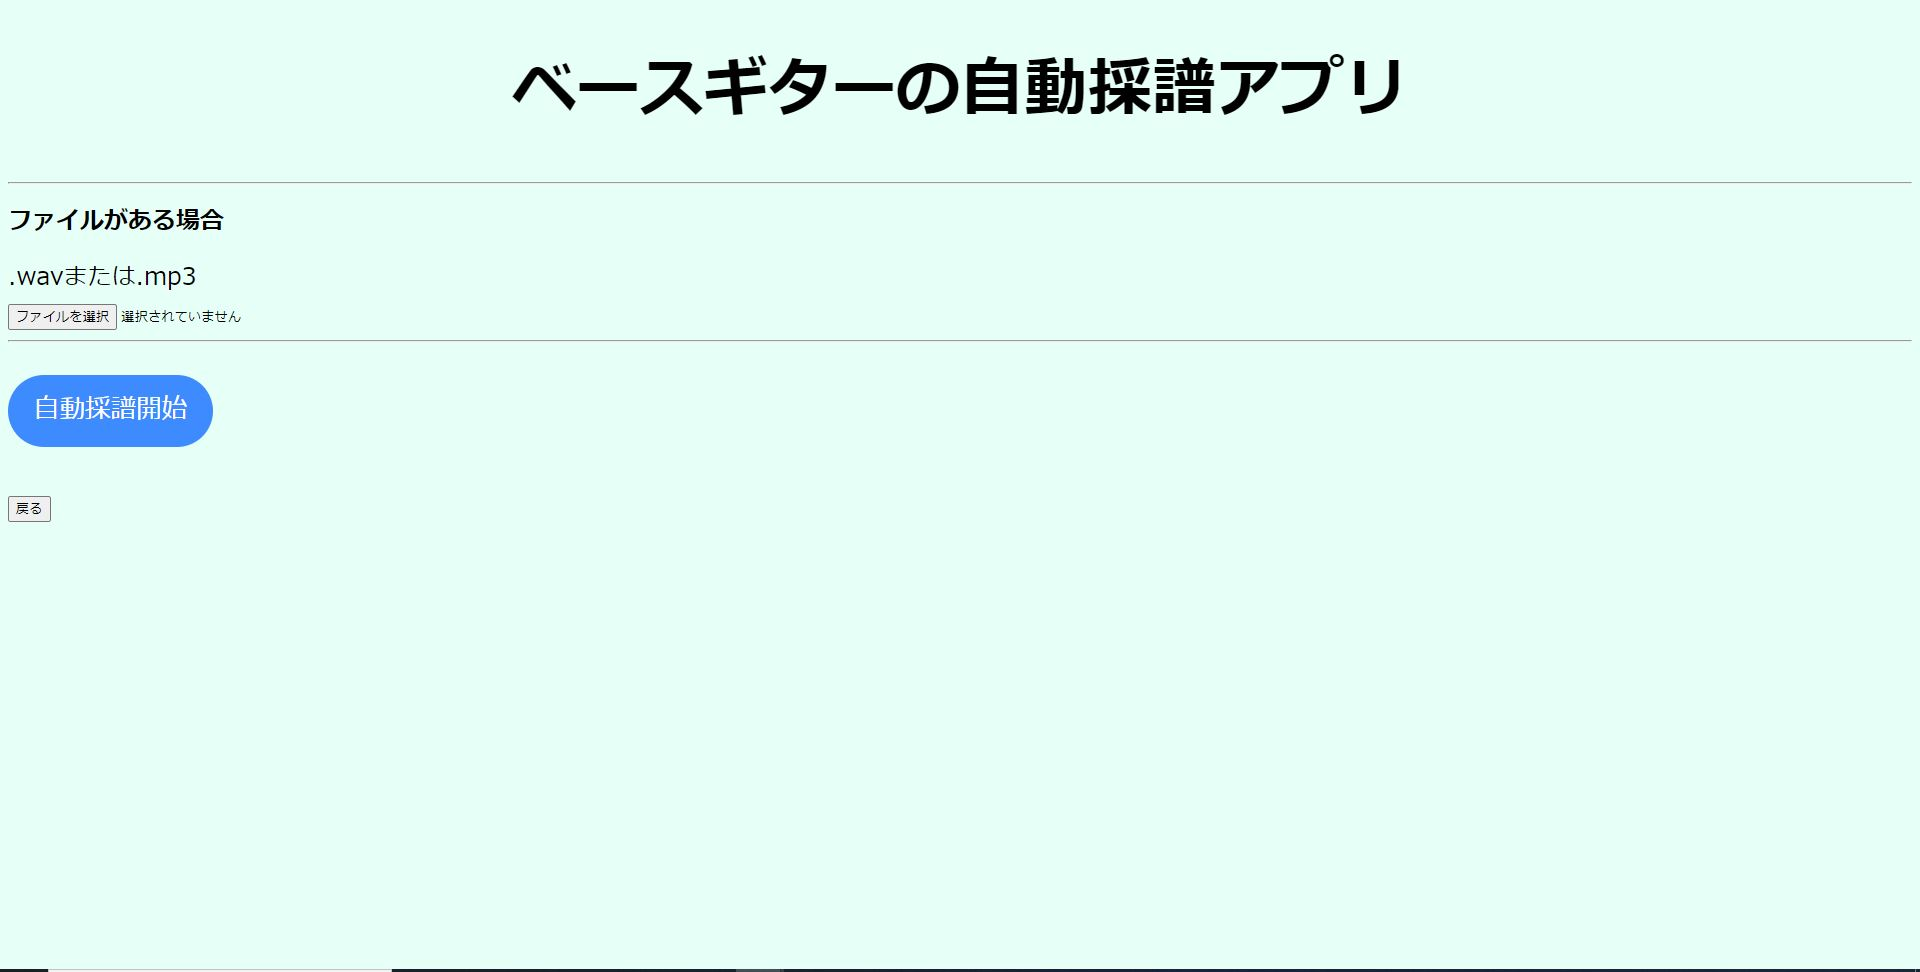 ベースギターの自動採譜アプリ
ファイルがある場合
.wavまたは.mp3
ファイルを選択 選択されていません
自動採譜開始
戻る